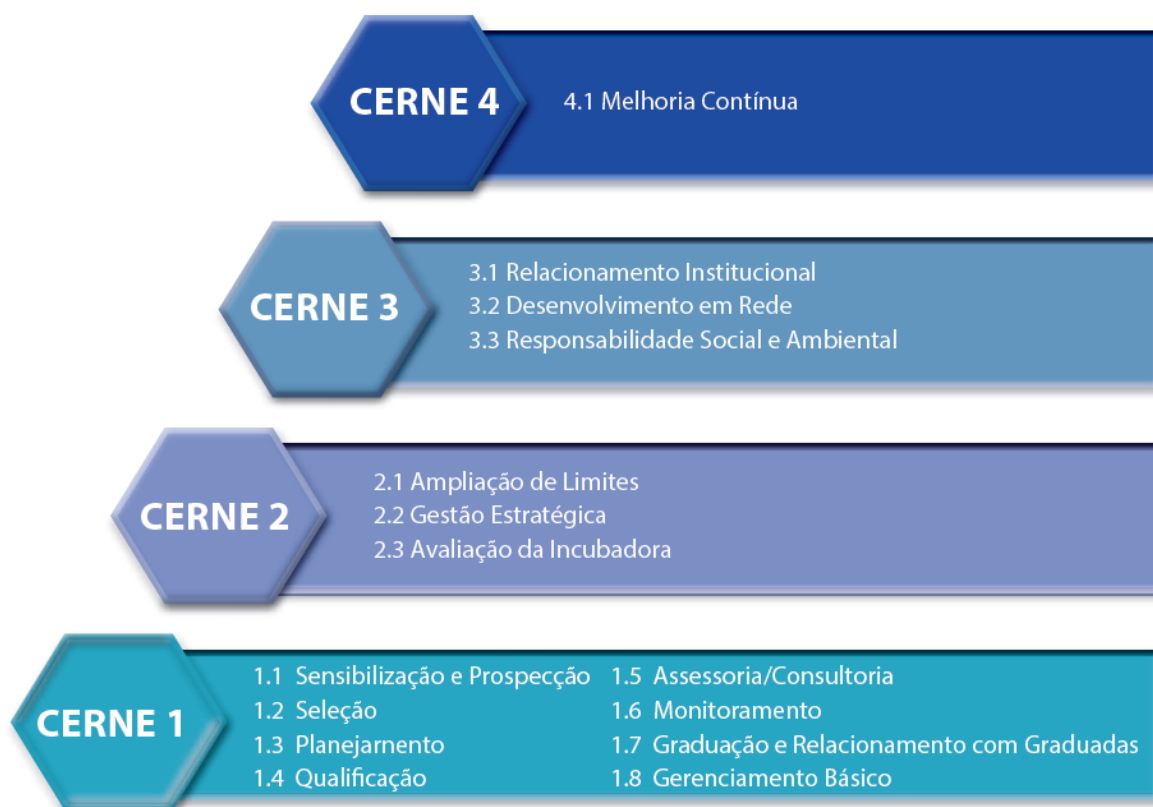 CERNE 4
4.1 Melhoria Contínua
CERNE 3
3.1 Relacionamento Institucional
3.2 Desenvolvimento em Rede
3.3 Responsabilidade Social e Ambiental
CERNE 2
2.1 Ampliação de Limites
2.2 Gestão Estratégica
2.3 Avaliação da Incubadora
CERNE 1
1.1 Sensibilização e Prospecção
1.2 Seleção
1.3 Planejarnento
1.4 Qualificação
1.5 Assessoria/Consultoria
1.6 Monitoramento
1.7 Graduação e Relacionamento com Graduadas
1.8 Gerenciamento Básico